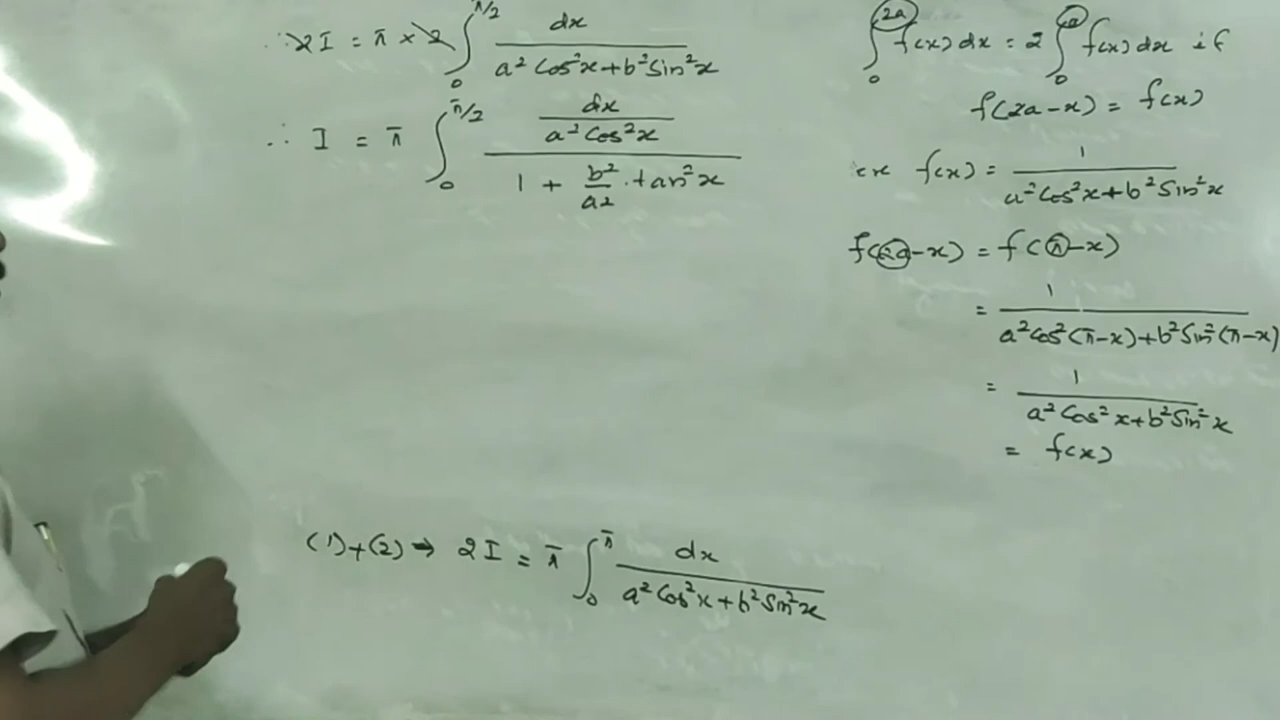 ∴ 2I = π × 2 ∫₀^(π/2) dx / (a² Cos²x + b² Sin²x)
∴ I = π ∫₀^(π/2) (dx / (a² Cos²x)) / (1 + (b²/a²) · tan²x)
(1)+(2) → 2I = π ∫₀^π dx / (a² Cos²x + b² Sin²x)
∫₀^(2a) f(x) dx = 2 ∫₀^a f(x) dx if
f(2a-x) = f(x)
f(x) = 1 / (a² Cos²x + b² Sin²x)
f(2a-x) = f(π-x)
= 1 / (a² Cos²(π-x) + b² Sin²(π-x))
= 1 / (a² Cos²x + b² Sin²x)
= f(x)